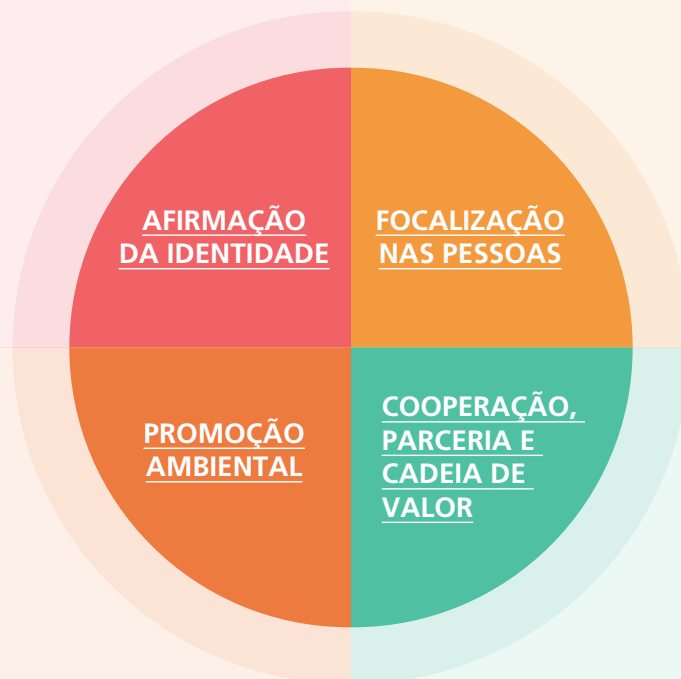 AFIRMAÇÃO
DA IDENTIDADE
FOCALIZAÇÃO
NAS PESSOAS
PROMOÇÃO
AMBIENTAL
COOPERAÇÃO,
PARCERIA E
CADEIA DE
VALOR